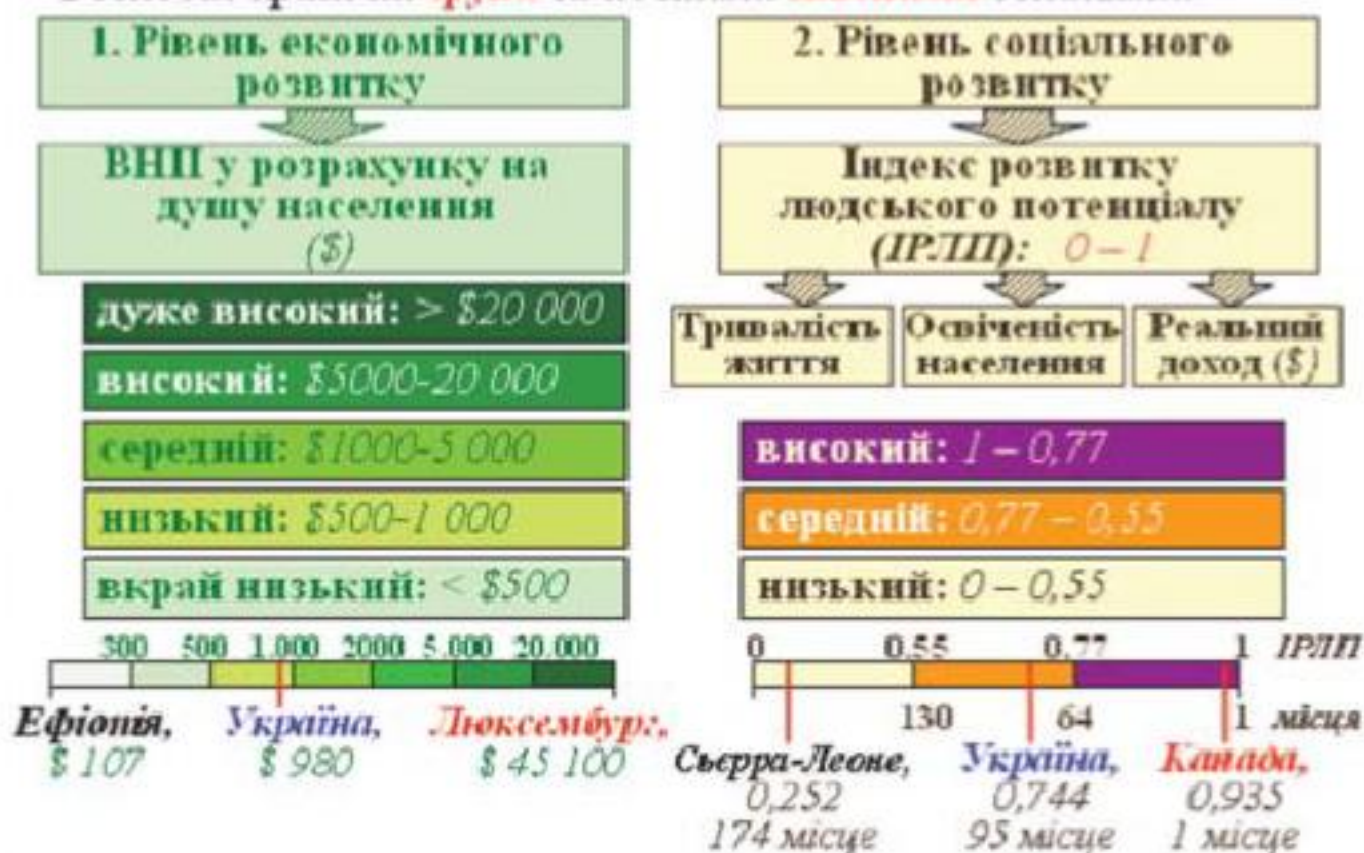 1. Рівень економічного
розвитку
ВНП у розрахунку на
душу населення
($)
дуже високий: > $20 000
високий: $5000-20 000
середній: $1000-5 000
низький: $500-1 000
вкрай низький: < $500
300 500 1.000 2000 5.000 20.000
Ефіопія,
$ 107
Україна,
$ 980
Люксембург,
$ 45 100
2. Рівень соціального
розвитку
Індекс розвитку
людського потенціалу
(ІРЛП): 0 – 1
Тривалість
життя
Освіченість
населення
Реальний
доход ($)
високий: 1 – 0,77
середній: 0,77 – 0,55
низький: 0 – 0,55
0 0.55 0,77 1 ІРЛП
130 64 1 місця
Сьєрра-Леоне,
0,252
174 місце
Україна,
0,744
95 місце
Канада,
0,935
1 місце